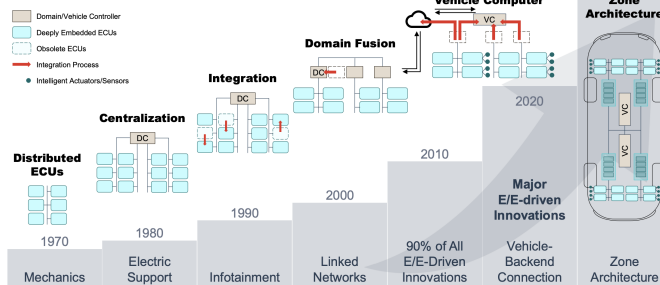 Domain/Vehicle Controller
Deeply Embedded ECUs
Obsolete ECUs
Integration Process
Intelligent Actuators/Sensors
Distributed
ECUs
Centralization
DC
Integration
DC
Domain Fusion
DC
Vehicle Computer
VC
Zone
Architecture
VC
VC
1970
1980
1990
2000
2010
2020
Major
E/E-driven
Innovations
Mechanics
Electric
Support
Infotainment
Linked
Networks
90% of All
E/E-Driven
Innovations
Vehicle-
Backend
Connection
Zone
Architecture